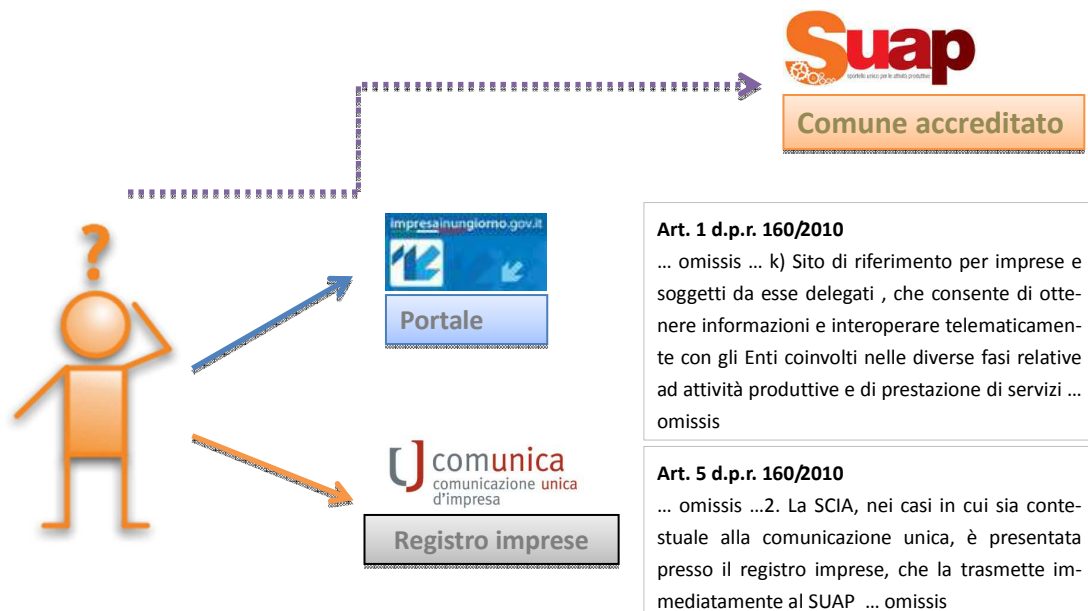 Suap
sportello unico per le attività produttive
Comune accreditato
?
impresainungiorno.gov.it
Portale
Art. 1 d.p.r. 160/2010
… omissis … k) Sito di riferimento per imprese e
soggetti da esse delegati , che consente di otte-
nere informazioni e interoperare telematicamen-
te con gli Enti coinvolti nelle diverse fasi relative
ad attività produttive e di prestazione di servizi …
omissis
comunica
comunicazione unica
d'impresa
Registro imprese
Art. 5 d.p.r. 160/2010
… omissis …2. La SCIA, nei casi in cui sia conte-
stuale alla comunicazione unica, è presentata
presso il registro imprese, che la trasmette im-
mediatamente al SUAP … omissis